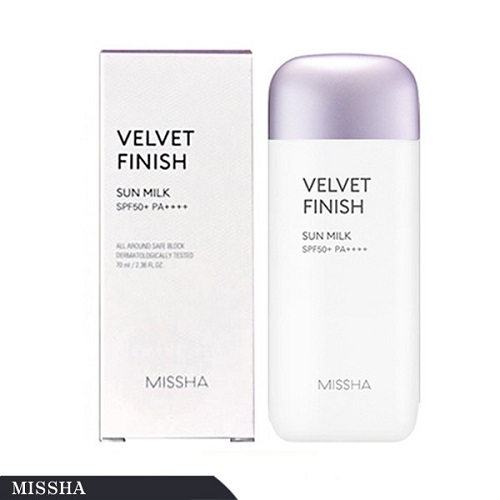 VELVET
FINISH
SUN MILK
SPF50+ PA++++
ALL AROUND SAFE BLOCK
DERMATOLOGICALLY TESTED
70 ml / 2.36 FL.OZ.
MISSHA
VELVET
FINISH
SUN MILK
SPF50+ PA++++
MISSHA
MISSHA